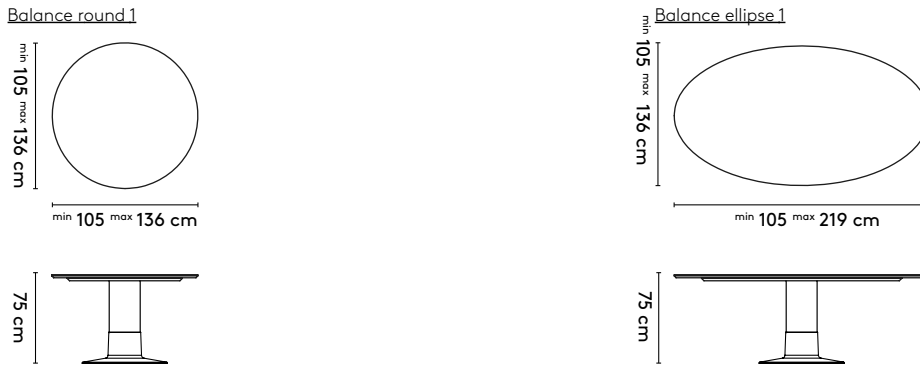 Balance round 1
min 105 max 136 cm
min 105 max 136 cm
75 cm
Balance ellipse 1
min 105 max 136 cm
min 105 max 219 cm
75 cm